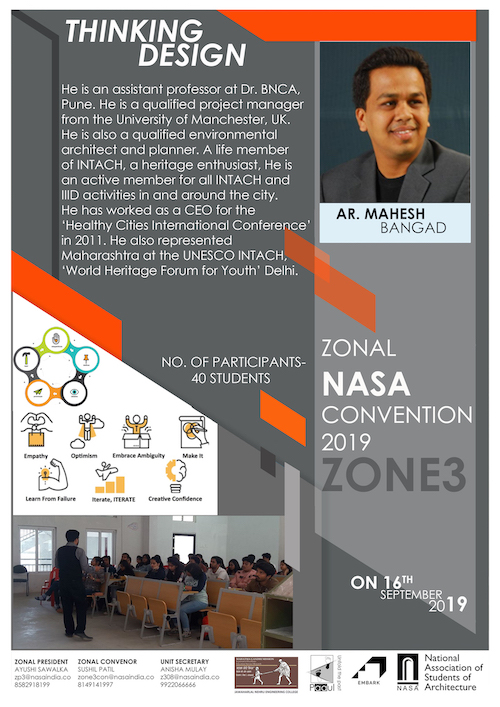 THINKING
DESIGN
He is an assistant professor at Dr. BNCA,
Pune. He is a qualified project manager
from the University of Manchester, UK.
He is also a qualified environmental
architect and planner. A life member
of INTACH, a heritage enthusiast, He is
an active member for all INTACH and
IIID activities in and around the city.
He has worked as a CEO for the
‘Healthy Cities International Conference’
in 2011. He also represented
Maharashtra at the UNESCO INTACH,
‘World Heritage Forum for Youth’ Delhi.
AR. MAHESH
BANGAD
NO. OF PARTICIPANTS-
40 STUDENTS
ZONAL
NASA
CONVENTION
2019
ZONE3
Empathy
Optimism
Embrace Ambiguity
Make It
Learn From Failure
Iterate, ITERATE
Creative Confidence
ON 16TH
SEPTEMBER
2019
ZONAL PRESIDENT
AYUSHI SAWALKA
zp3@nasaindia.co
8582918199
ZONAL CONVENOR
SUSHIL PATIL
zone3con@nasaindia.co
8149141997
UNIT SECRETARY
ANISHA MULAY
z308@nasaindia.co
9922066666
EMBARK
NASA
National
Association of
Students of
Architecture